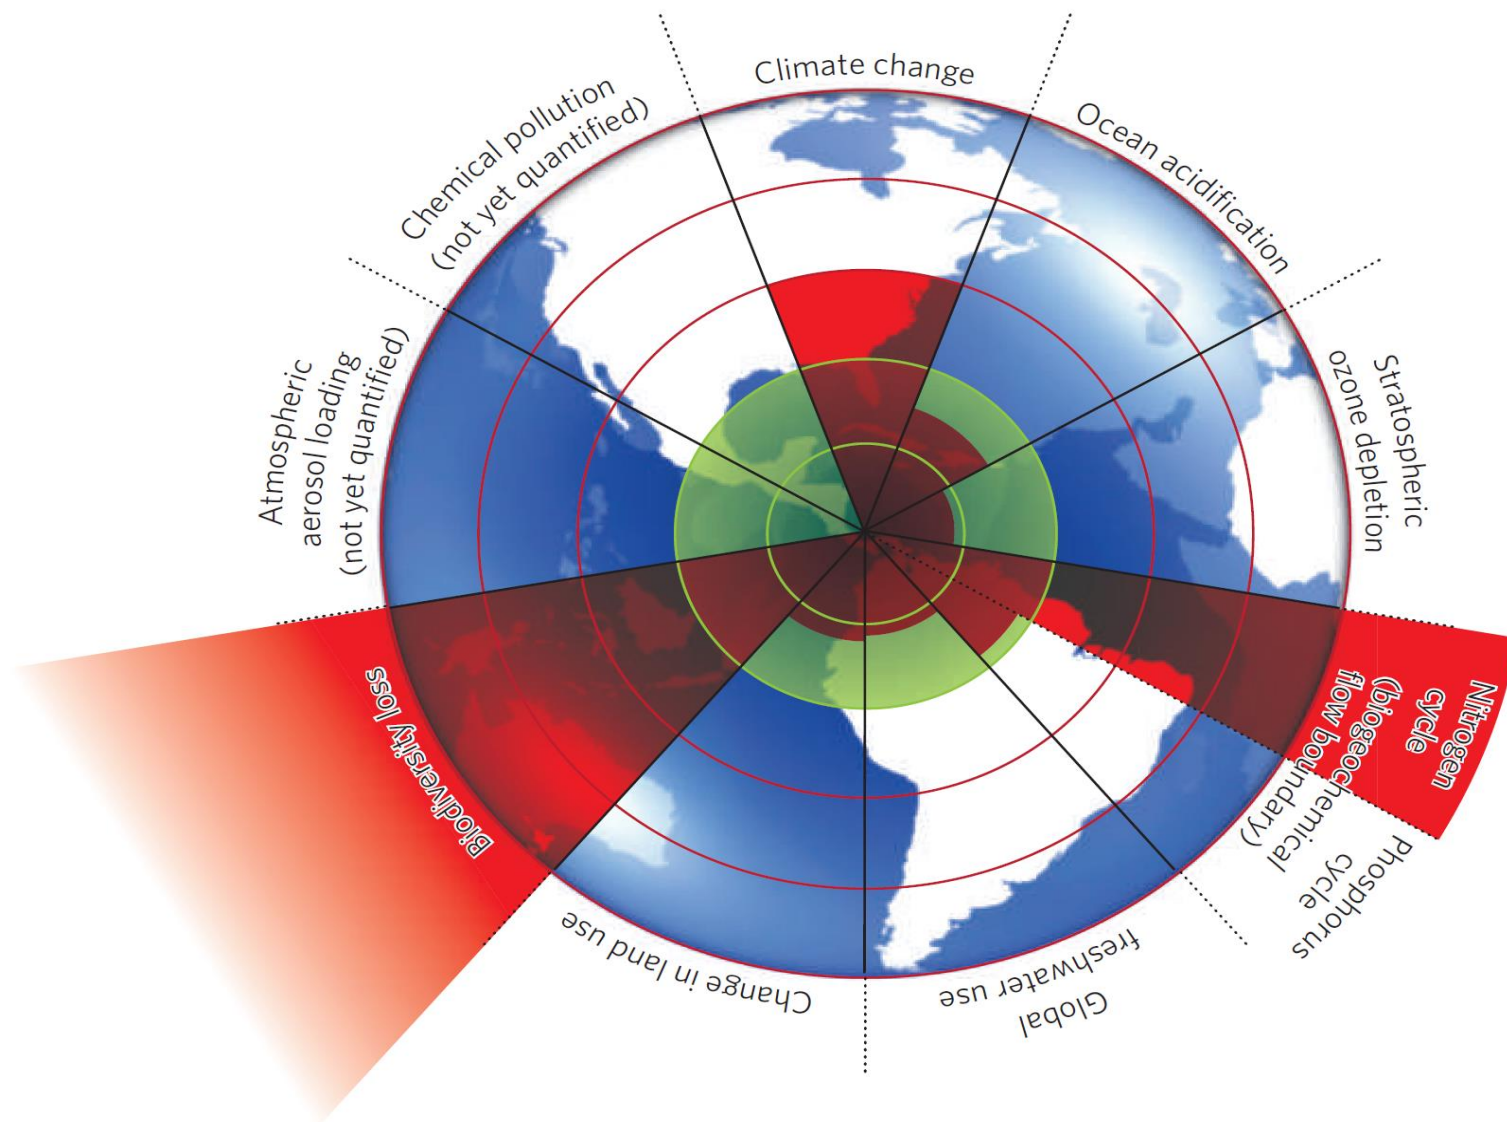 Climate change
Ocean acidification
Stratospheric
ozone depletion
Nitrogen
cycle
(biogeochemical
flow boundary)
Phosphorus
cycle
Global
freshwater use
Change in land use
Biodiversity loss
Atmospheric
aerosol loading
(not yet quantified)
Chemical pollution
(not yet quantified)